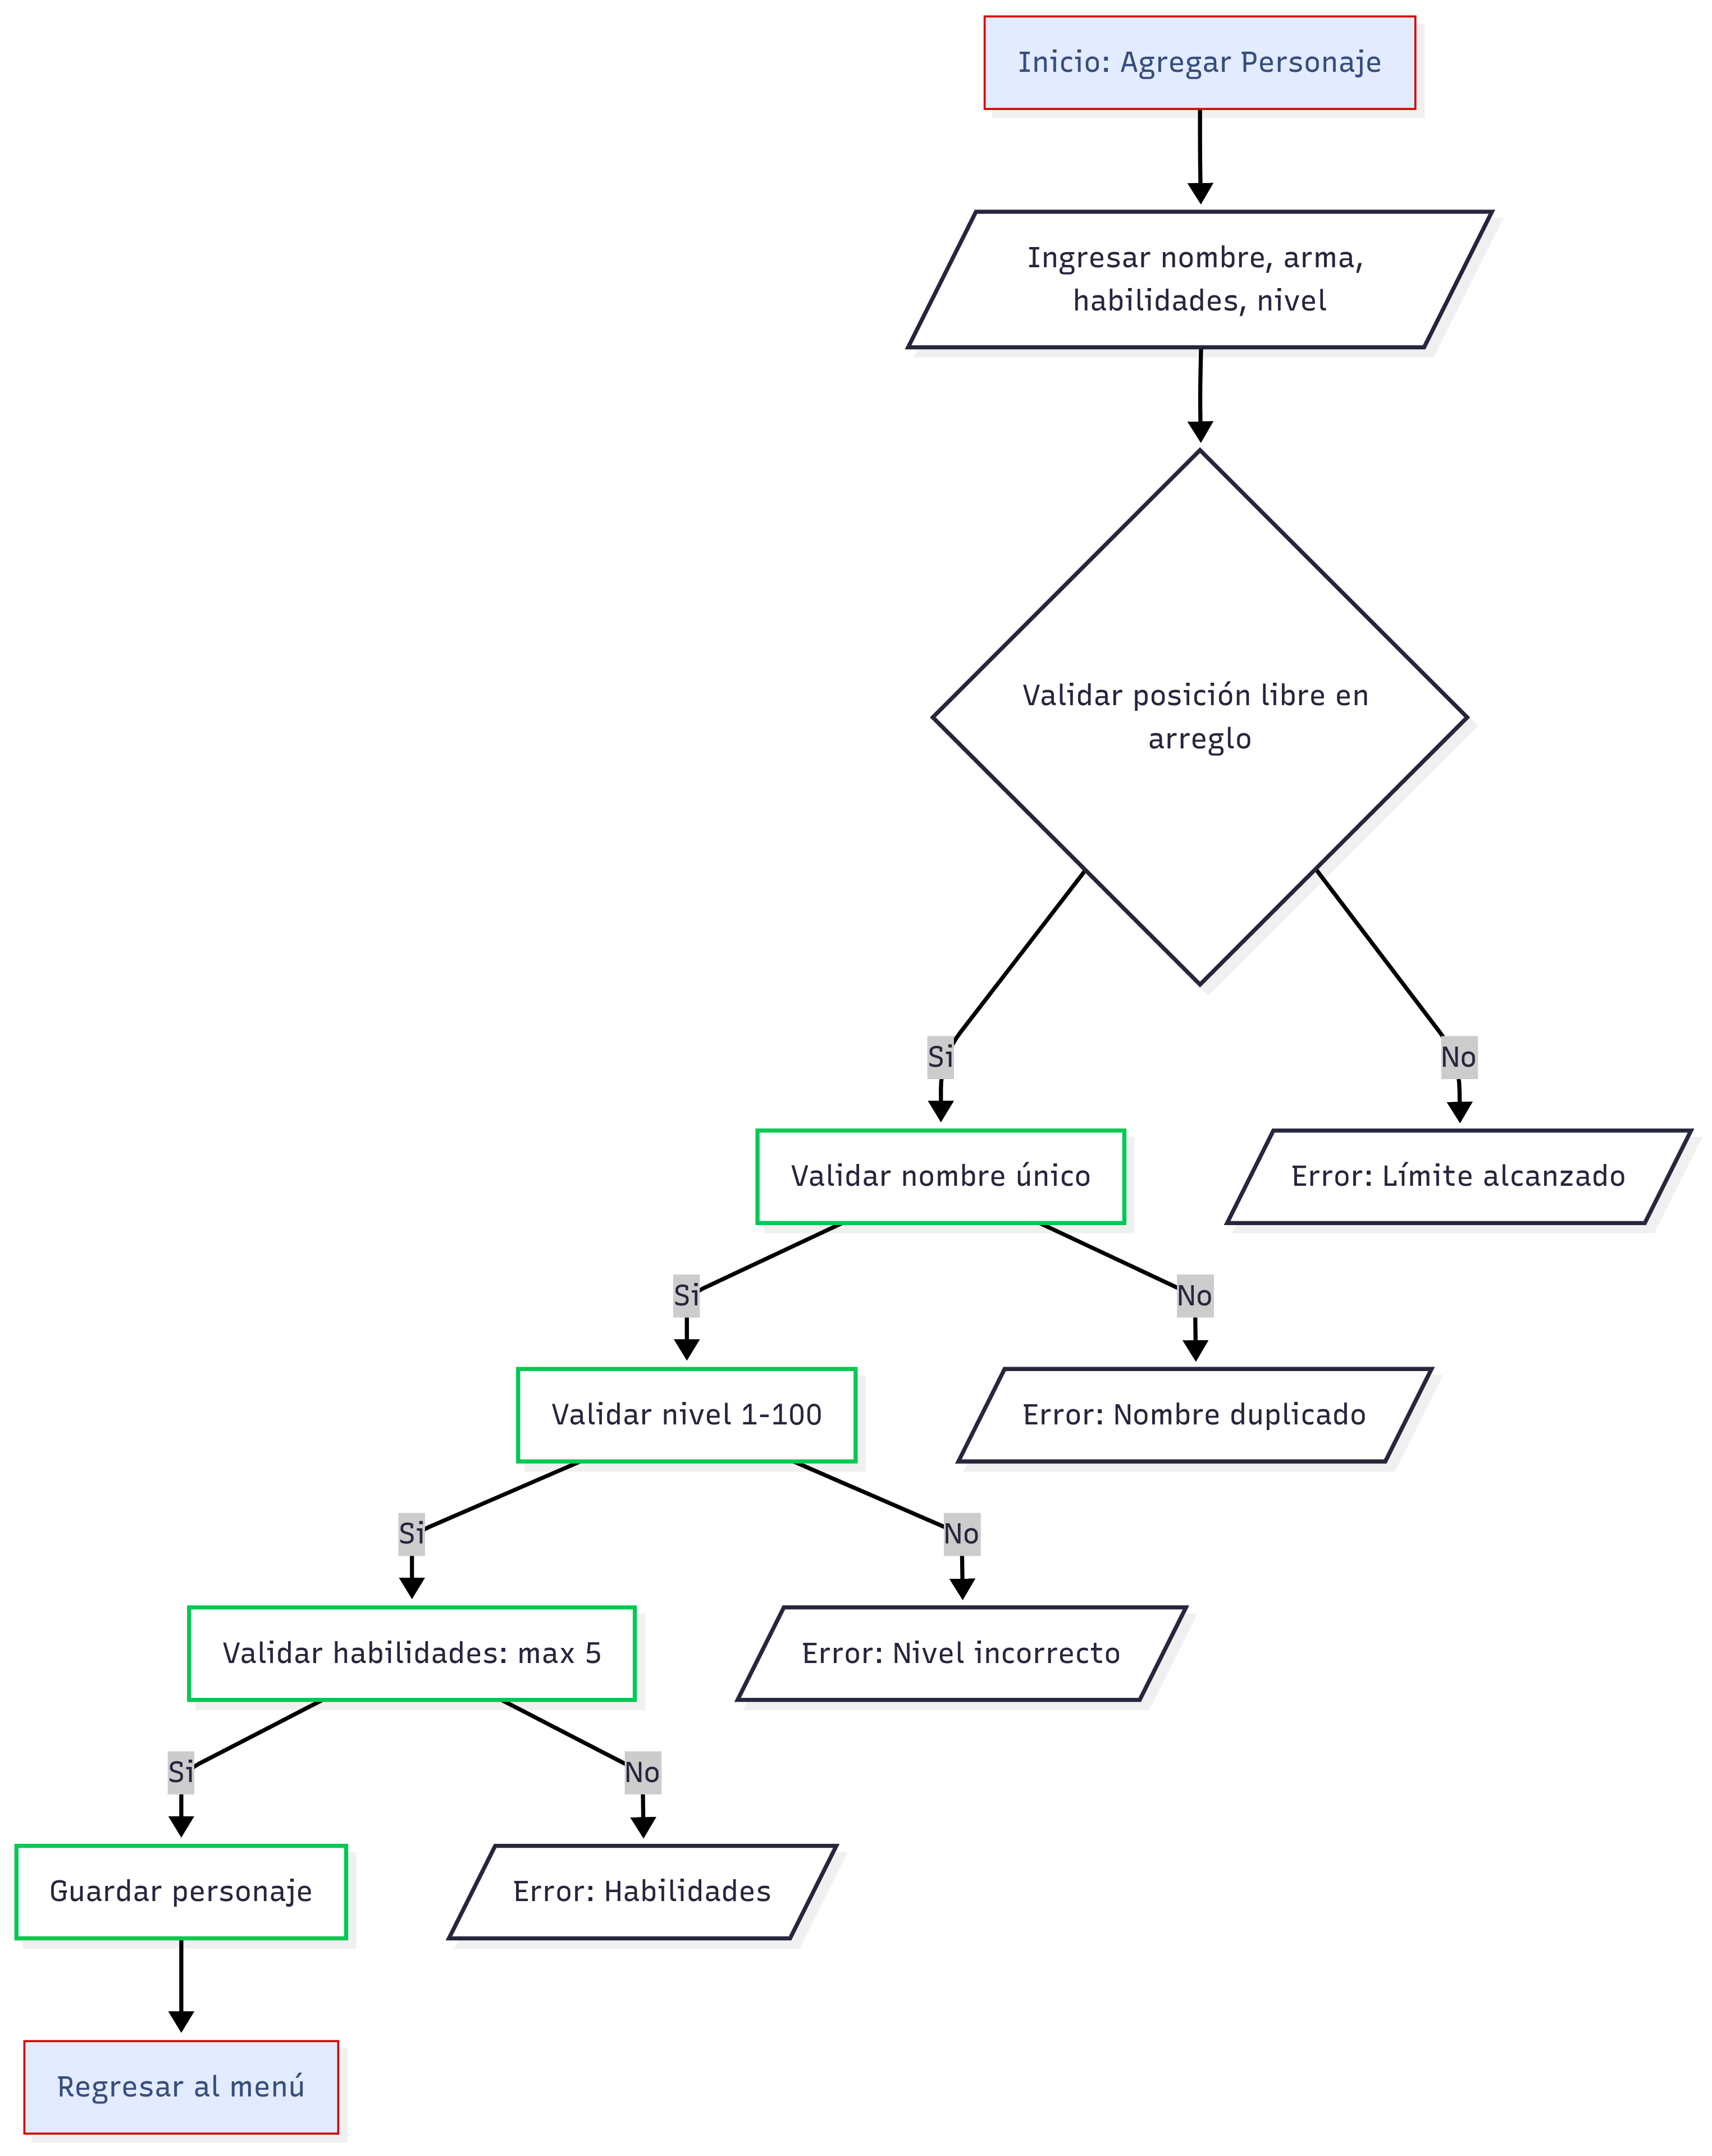 Inicio: Agregar Personaje
Ingresar nombre, arma,
habilidades, nivel
Validar posición libre en
arreglo
Si
No
Validar nombre único
Error: Límite alcanzado
Si
No
Validar nivel 1-100
Error: Nombre duplicado
Si
No
Validar habilidades: max 5
Error: Nivel incorrecto
Si
No
Guardar personaje
Error: Habilidades
Regresar al menú